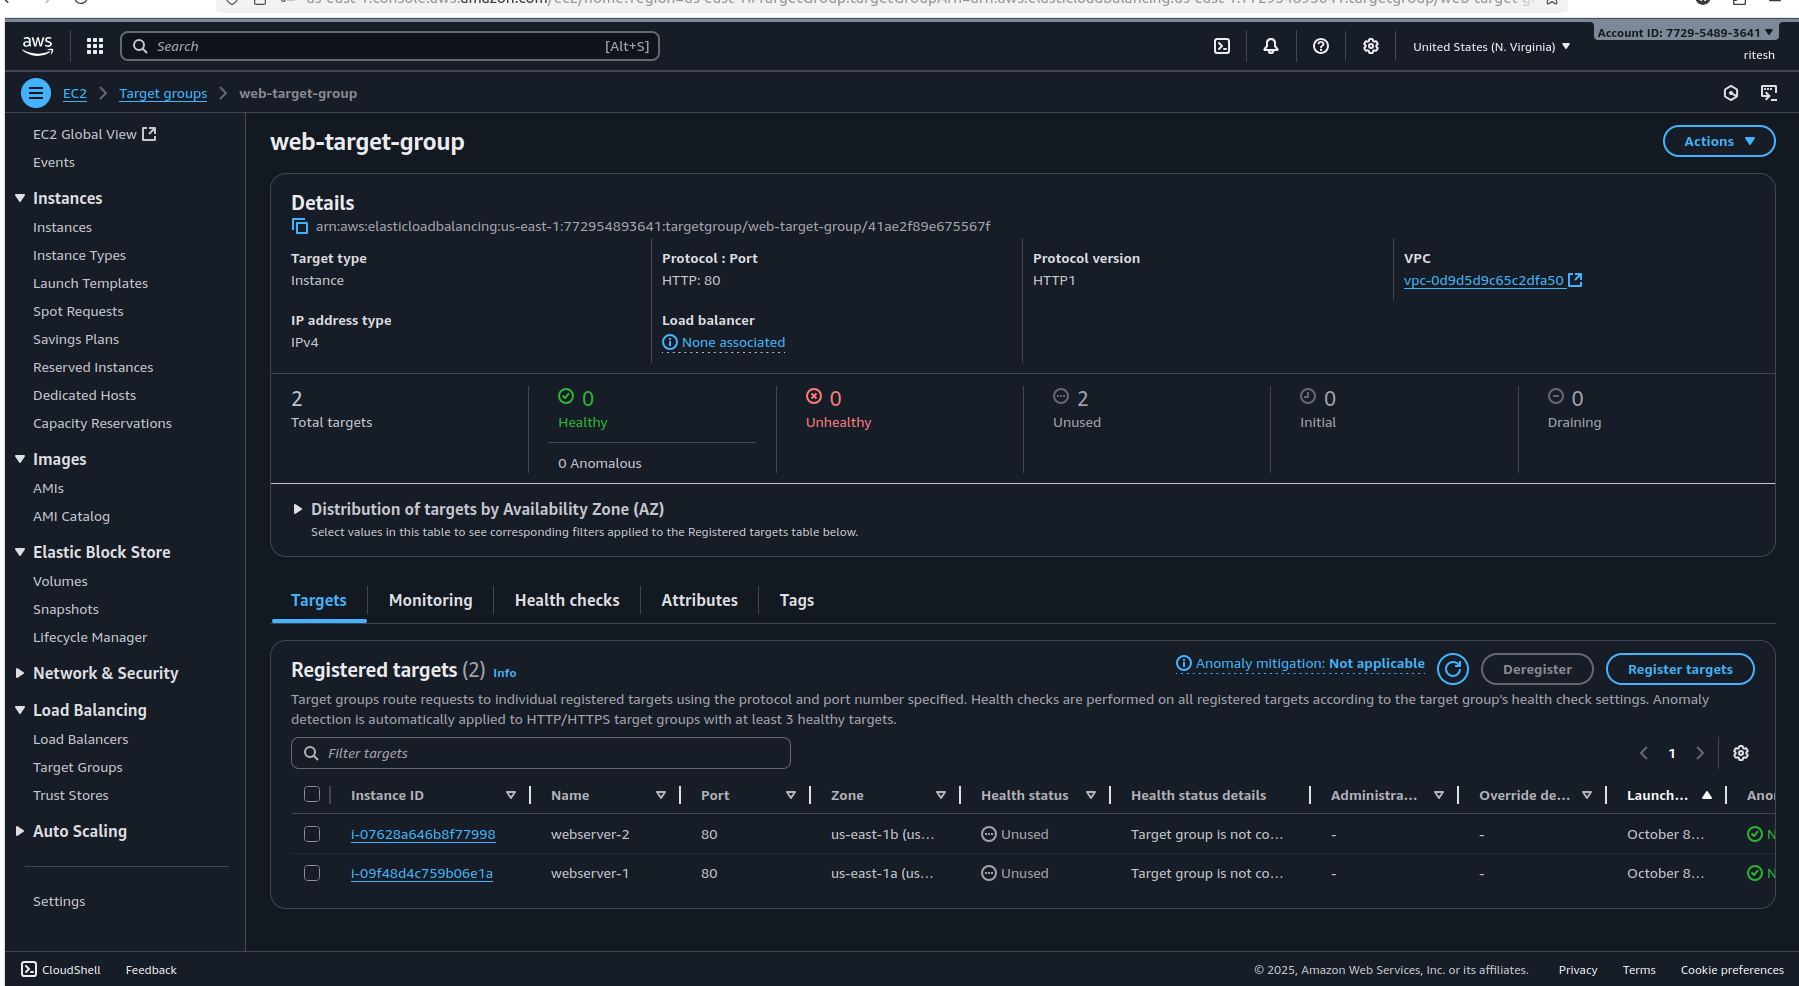 aws
Search [Alt+S]
United States (N. Virginia)
Account ID: 7729-5489-3641
ritesh
EC2 Target groups web-target-group
EC2 Global View
Events
Instances
Instances
Instance Types
Launch Templates
Spot Requests
Savings Plans
Reserved Instances
Dedicated Hosts
Capacity Reservations
Images
AMIs
AMI Catalog
Elastic Block Store
Volumes
Snapshots
Lifecycle Manager
Network & Security
Load Balancing
Load Balancers
Target Groups
Trust Stores
Auto Scaling
Settings
web-target-group
Actions
Details
arn:aws:elasticloadbalancing:us-east-1:772954893641:targetgroup/web-target-group/41ae2f89e675567f
Target type
Instance
Protocol : Port
HTTP: 80
Protocol version
HTTP1
VPC
vpc-0d9d5d9c65c2dfa50
IP address type
IPv4
Load balancer
None associated
2
Total targets
0
Healthy
0 Anomalous
0
Unhealthy
2
Unused
0
Initial
0
Draining
Distribution of targets by Availability Zone (AZ)
Select values in this table to see corresponding filters applied to the Registered targets table below.
Targets Monitoring Health checks Attributes Tags
Registered targets (2) Info
Anomaly mitigation: Not applicable
Deregister
Register targets
Target groups route requests to individual registered targets using the protocol and port number specified. Health checks are performed on all registered targets according to the target group's health check settings. Anomaly
detection is automatically applied to HTTP/HTTPS target groups with at least 3 healthy targets.
Filter targets
1
Instance ID Name Port Zone Health status Health status details Administra... Override de... Launch... Ano
i-07628a646b8f77998 webserver-2 80 us-east-1b (us... Unused Target group is not co... - - October 8... N
i-09f48d4c759b06e1a webserver-1 80 us-east-1a (us... Unused Target group is not co... - - October 8... N
CloudShell Feedback
© 2025, Amazon Web Services, Inc. or its affiliates. Privacy Terms Cookie preferences